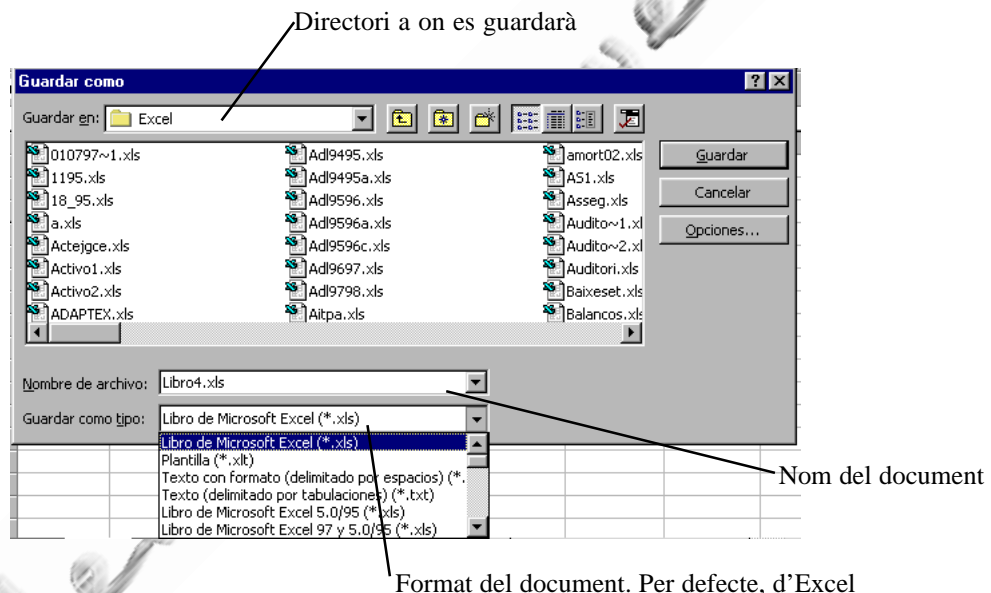 Directori a on es guardarà
Guardar como
Guardar en: Excel
010797~1.xls Adl9495.xls amort02.xls
1195.xls Adl9495a.xls AS1.xls
18_95.xls Adl9596.xls Asseg.xls
a.xls Adl9596a.xls Audito~1.xl
Actejgce.xls Adl9596c.xls Audito~2.xl
Activo1.xls Adl9697.xls Auditori.xls
Activo2.xls Adl9798.xls Baixeset.xls
ADAPTEX.xls Aitpa.xls Balancos.xls
Guardar
Cancelar
Opciones...
Nombre de archivo: Libro4.xls
Guardar como tipo: Libro de Microsoft Excel (*.xls)
Libro de Microsoft Excel (*.xls)
Plantilla (*.xlt)
Texto con formato (delimitado por espacios) (*.
Texto (delimitado por tabulaciones) (*.txt)
Libro de Microsoft Excel 5.0/95 (*.xls)
Libro de Microsoft Excel 97 y 5.0/95 (*.xls)
Nom del document
Format del document. Per defecte, d’Excel